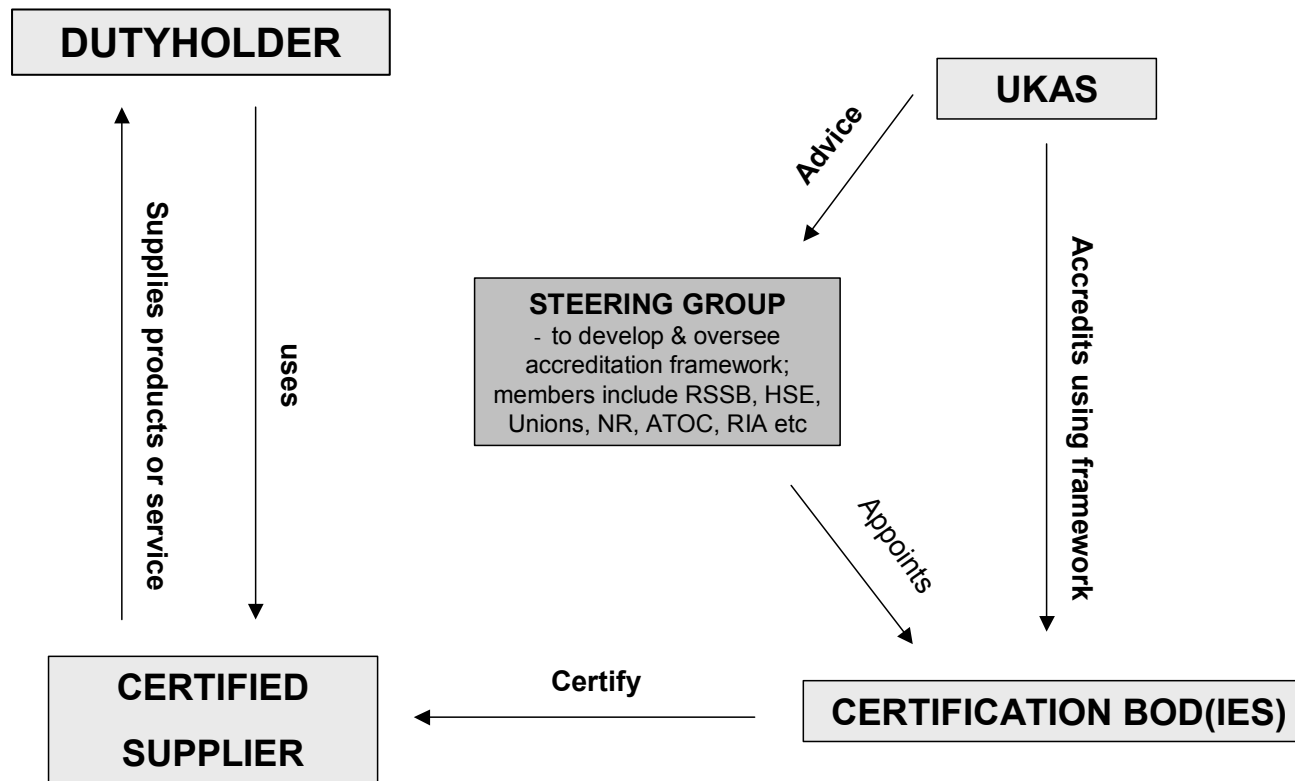 DUTYHOLDER
UKAS
Advice
Supplies products or service
uses
Accredits using framework
STEERING GROUP
- to develop & oversee
accreditation framework;
members include RSSB, HSE,
Unions, NR, ATOC, RIA etc
Appoints
Certify
CERTIFIED
SUPPLIER
CERTIFICATION BOD(IES)